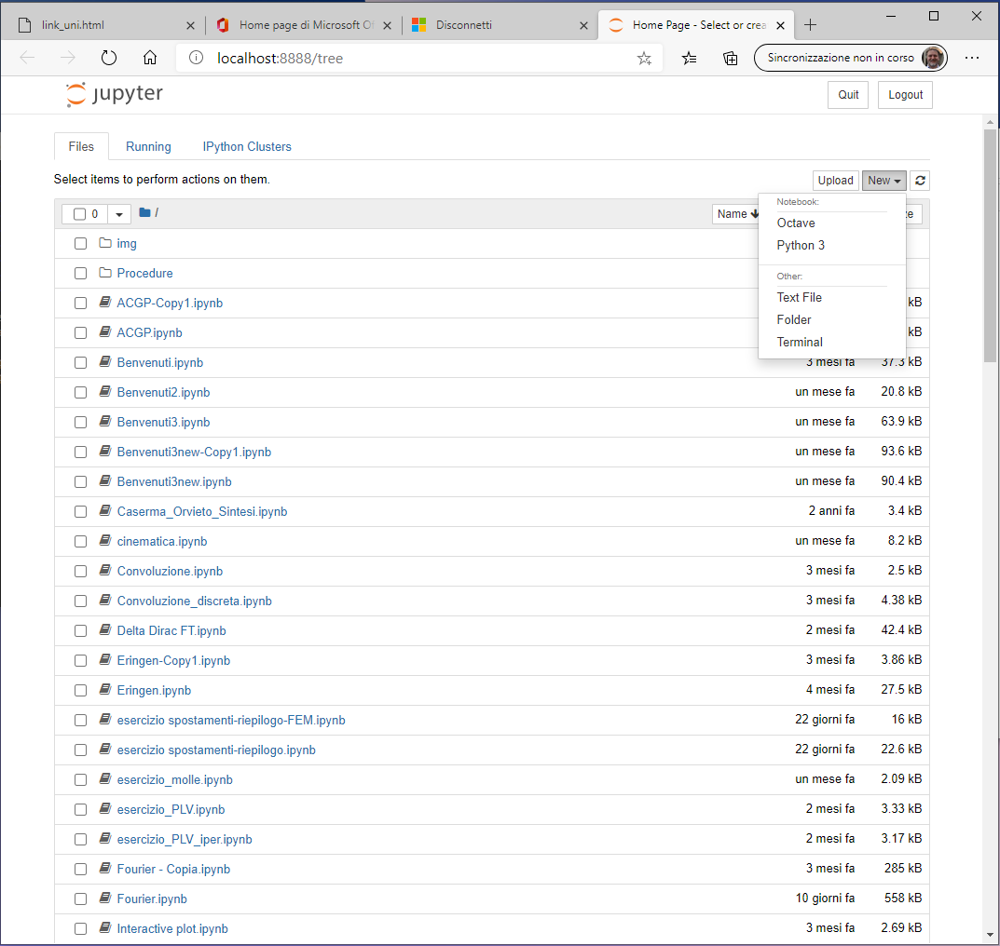 link_uni.html
Home page di Microsoft Of
Disconnetti
Home Page - Select or crea
localhost:8888/tree
Sincronizzazione non in corso
jupyter
Quit
Logout
Files
Running
IPython Clusters
Select items to perform actions on them.
Upload
New
0
/
Name
ze
Notebook:
Octave
Python 3
Other:
Text File
Folder
Terminal
img
Procedure
ACGP-Copy1.ipynb kB
ACGP.ipynb kB
Benvenuti.ipynb 3 mesi fa 37.3 kB
Benvenuti2.ipynb un mese fa 20.8 kB
Benvenuti3.ipynb un mese fa 63.9 kB
Benvenuti3new-Copy1.ipynb un mese fa 93.6 kB
Benvenuti3new.ipynb un mese fa 90.4 kB
Caserma_Orvieto_Sintesi.ipynb 2 anni fa 3.4 kB
cinematica.ipynb un mese fa 8.2 kB
Convoluzione.ipynb 3 mesi fa 2.5 kB
Convoluzione_discreta.ipynb 3 mesi fa 4.38 kB
Delta Dirac FT.ipynb 2 mesi fa 42.4 kB
Eringen-Copy1.ipynb 3 mesi fa 3.86 kB
Eringen.ipynb 4 mesi fa 27.5 kB
esercizio spostamenti-riepilogo-FEM.ipynb 22 giorni fa 16 kB
esercizio spostamenti-riepilogo.ipynb 22 giorni fa 22.6 kB
esercizio_molle.ipynb un mese fa 2.09 kB
esercizio_PLV.ipynb 2 mesi fa 3.33 kB
esercizio_PLV_iper.ipynb 2 mesi fa 3.17 kB
Fourier - Copia.ipynb 3 mesi fa 285 kB
Fourier.ipynb 10 giorni fa 558 kB
Interactive plot.ipynb 3 mesi fa 2.69 kB